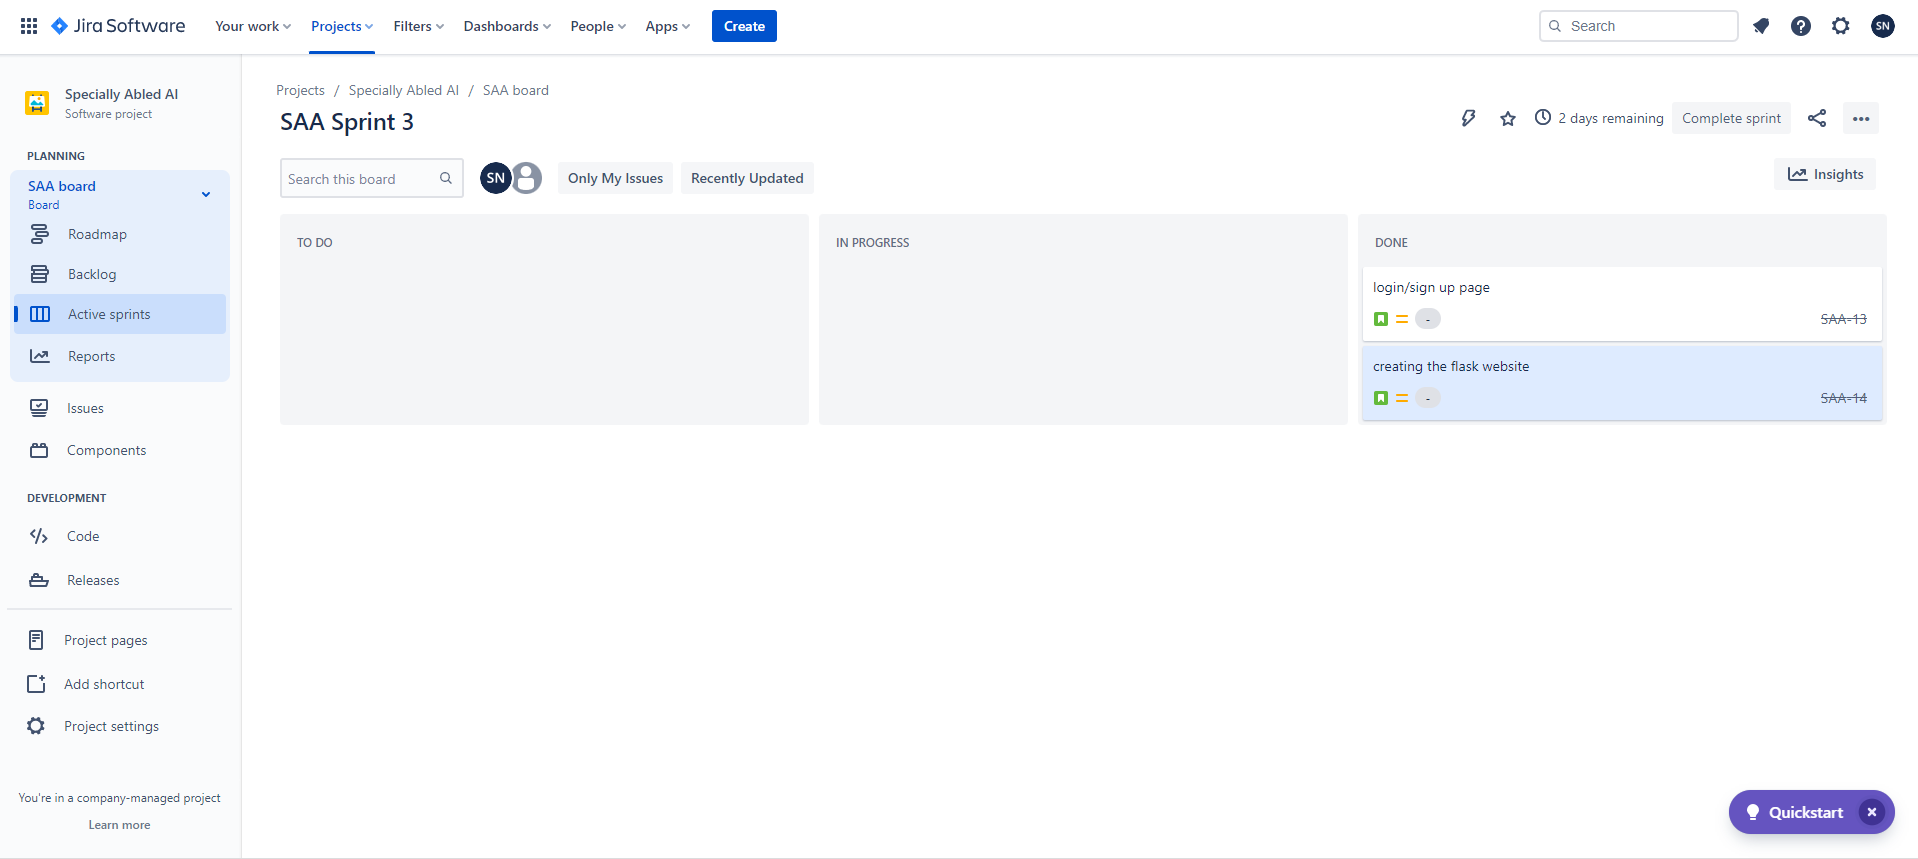 Jira Software
Your work
Projects
Filters
Dashboards
People
Apps
Create
Search
SN
Specially Abled AI
Software project
PLANNING
SAA board
Board
Roadmap
Backlog
Active sprints
Reports
Issues
Components
DEVELOPMENT
Code
Releases
Project pages
Add shortcut
Project settings
You're in a company-managed project
Learn more
Projects / Specially Abled AI / SAA board
SAA Sprint 3
2 days remaining
Complete sprint
Search this board
SN
Only My Issues
Recently Updated
Insights
TO DO
IN PROGRESS
DONE
login/sign up page
-
SAA-13
creating the flask website
-
SAA-14
Quickstart